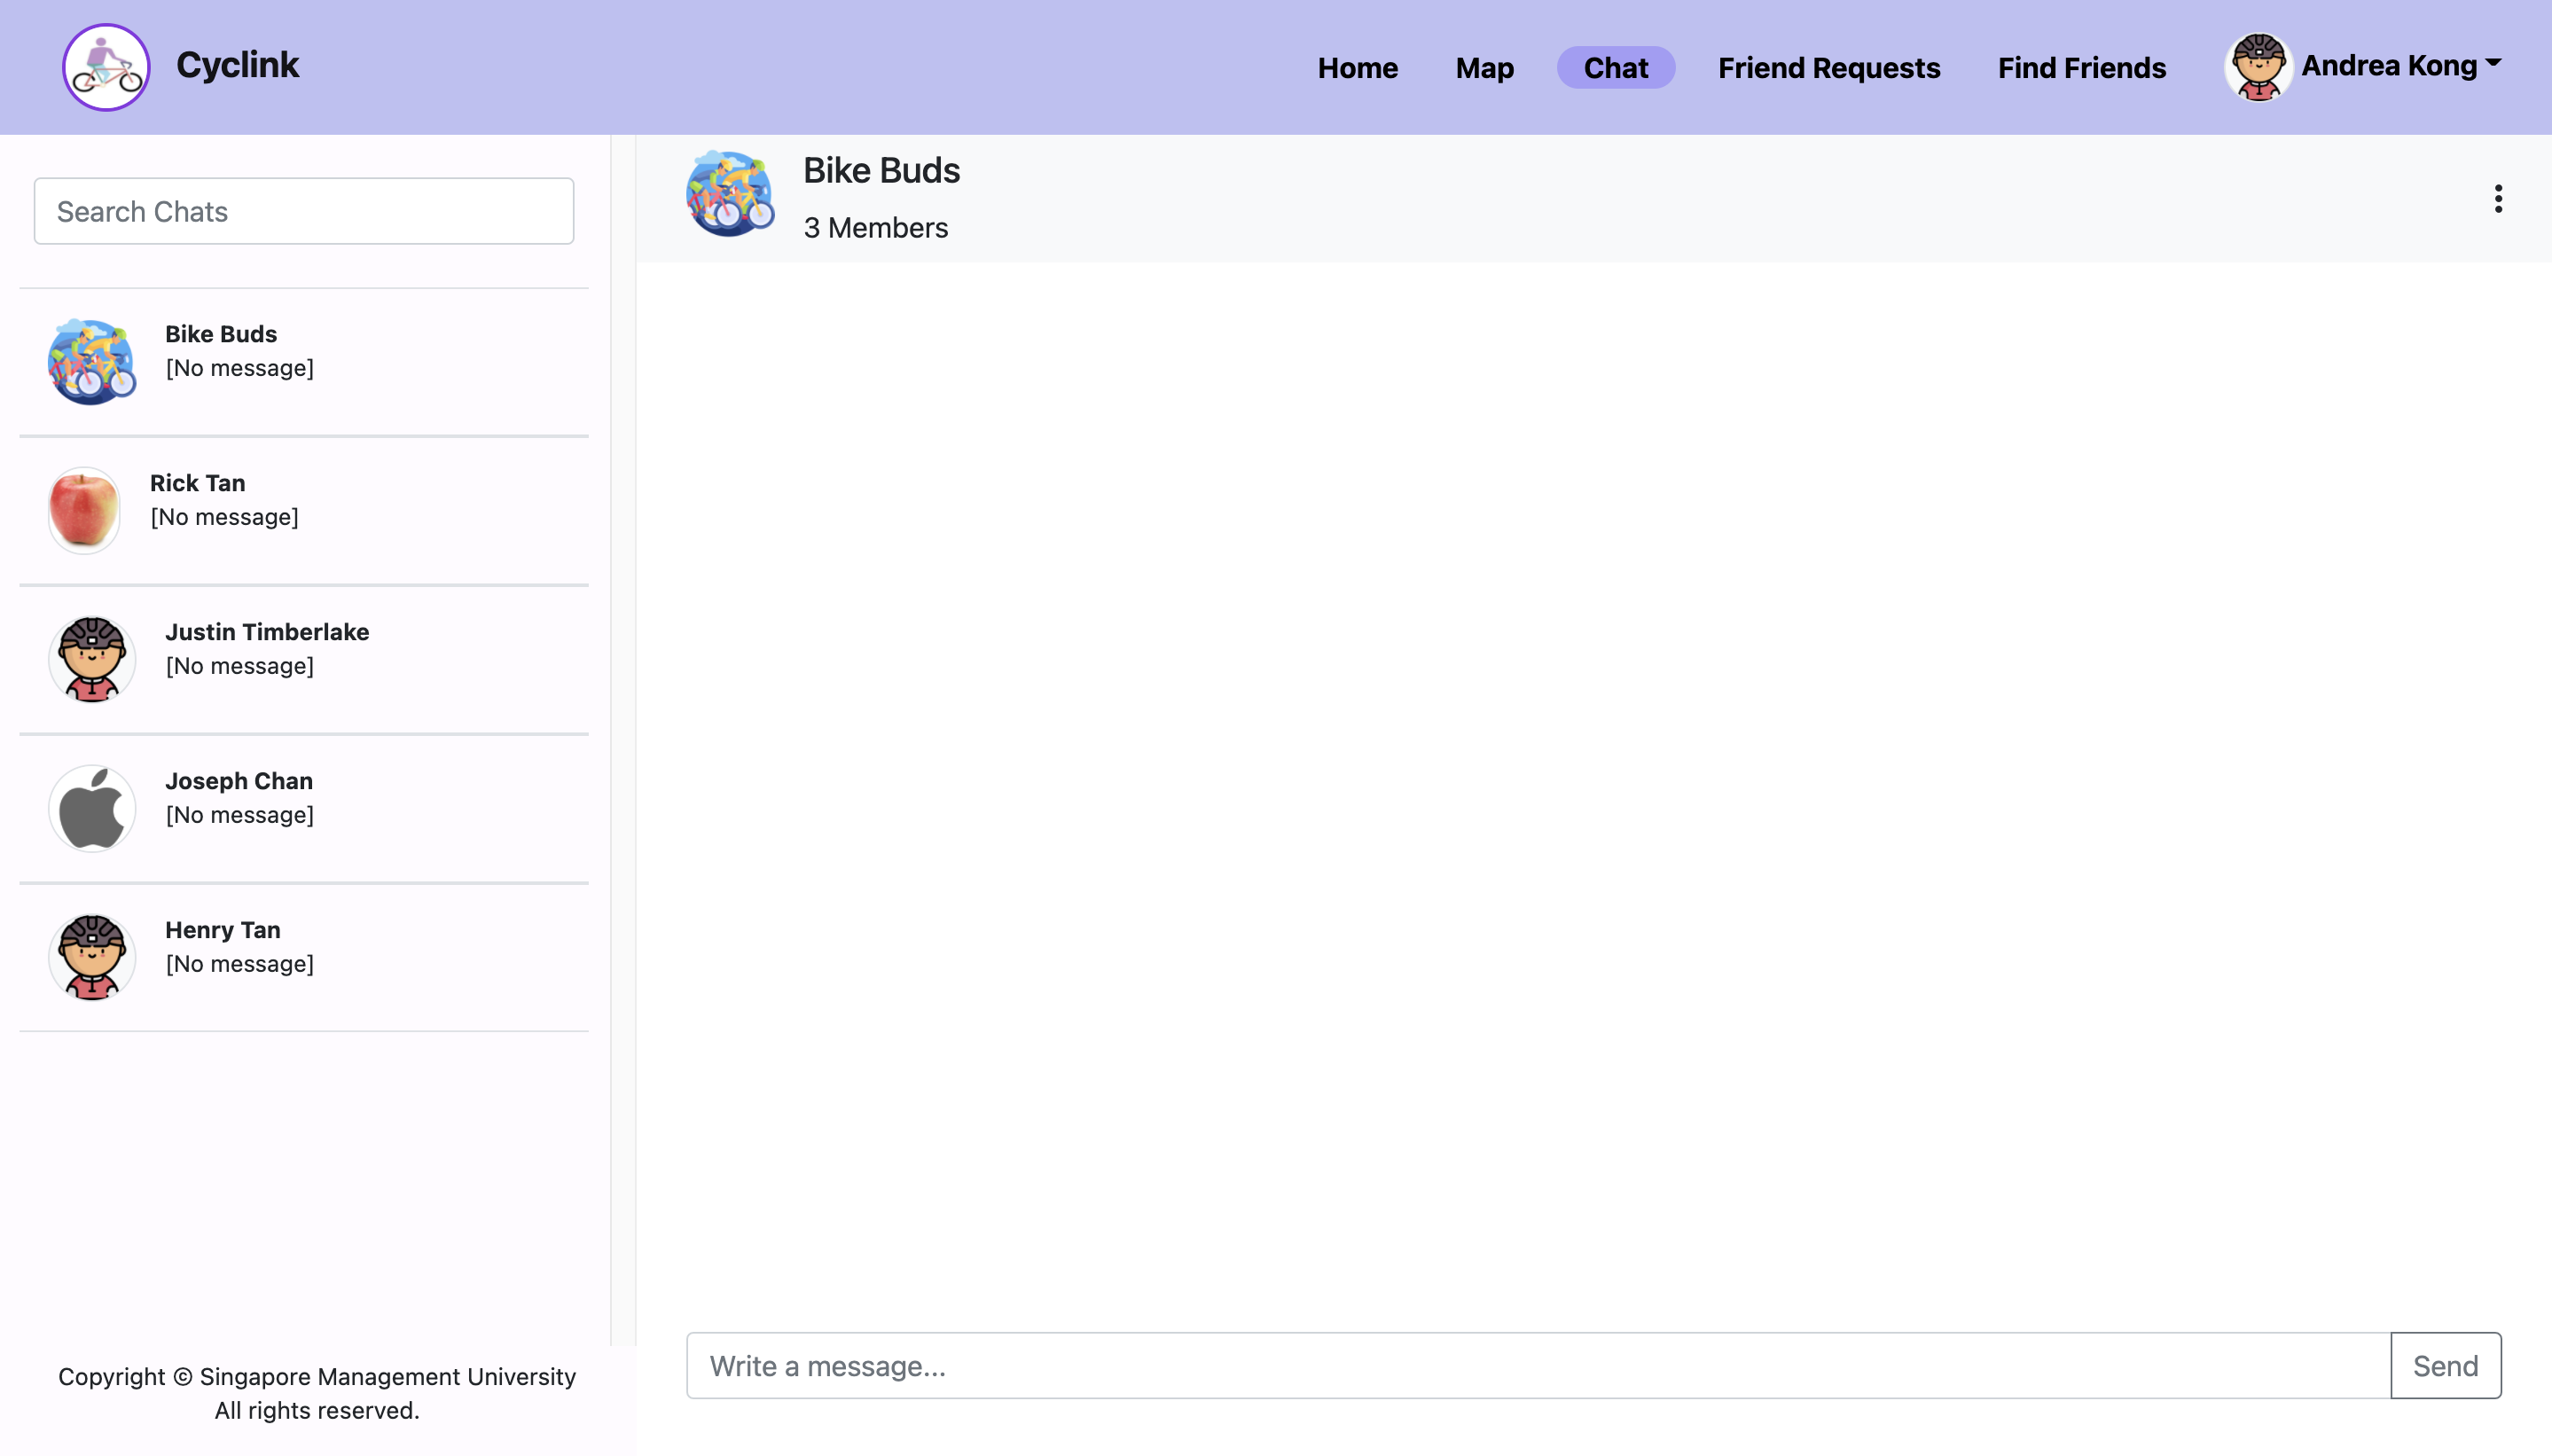 Cyclink
Home
Map
Chat
Friend Requests
Find Friends
Andrea Kong
Search Chats
Bike Buds
[No message]
Rick Tan
[No message]
Justin Timberlake
[No message]
Joseph Chan
[No message]
Henry Tan
[No message]
Copyright © Singapore Management University
All rights reserved.
Bike Buds
3 Members
Write a message...
Send